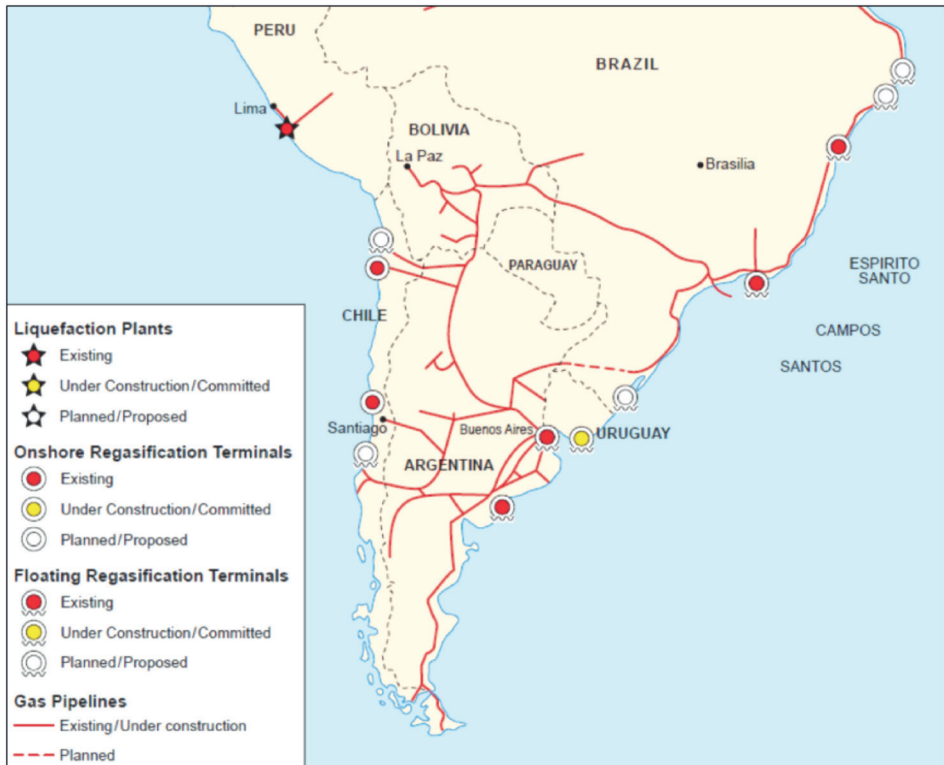 PERU
BRAZIL
Lima
BOLIVIA
La Paz
Brasilia
PARAGUAY
ESPIRITO
SANTO
CHILE
CAMPOS
SANTOS
Santiago
Buenos Aires
URUGUAY
ARGENTINA
Liquefaction Plants
Existing
Under Construction/Committed
Planned/Proposed
Onshore Regasification Terminals
Existing
Under Construction/Committed
Planned/Proposed
Floating Regasification Terminals
Existing
Under Construction/Committed
Planned/Proposed
Gas Pipelines
Existing/Under construction
Planned